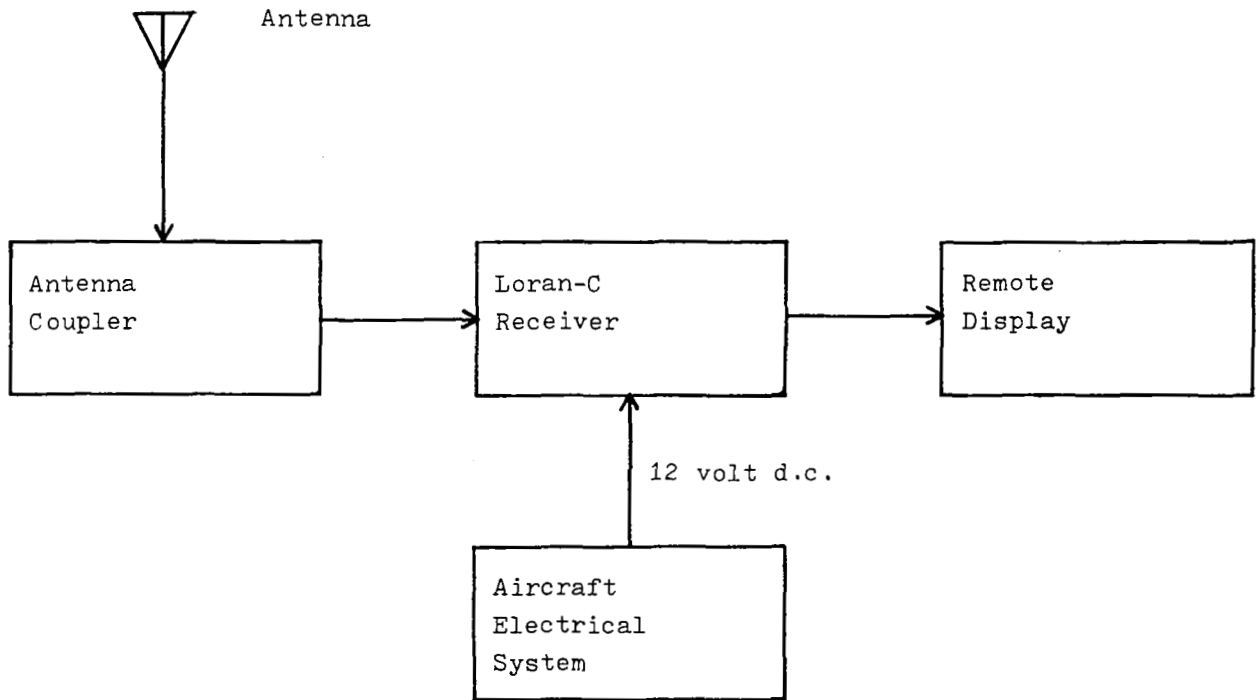 Antenna
Antenna
Coupler
Loran-C
Receiver
Remote
Display
12 volt d.c.
Aircraft
Electrical
System